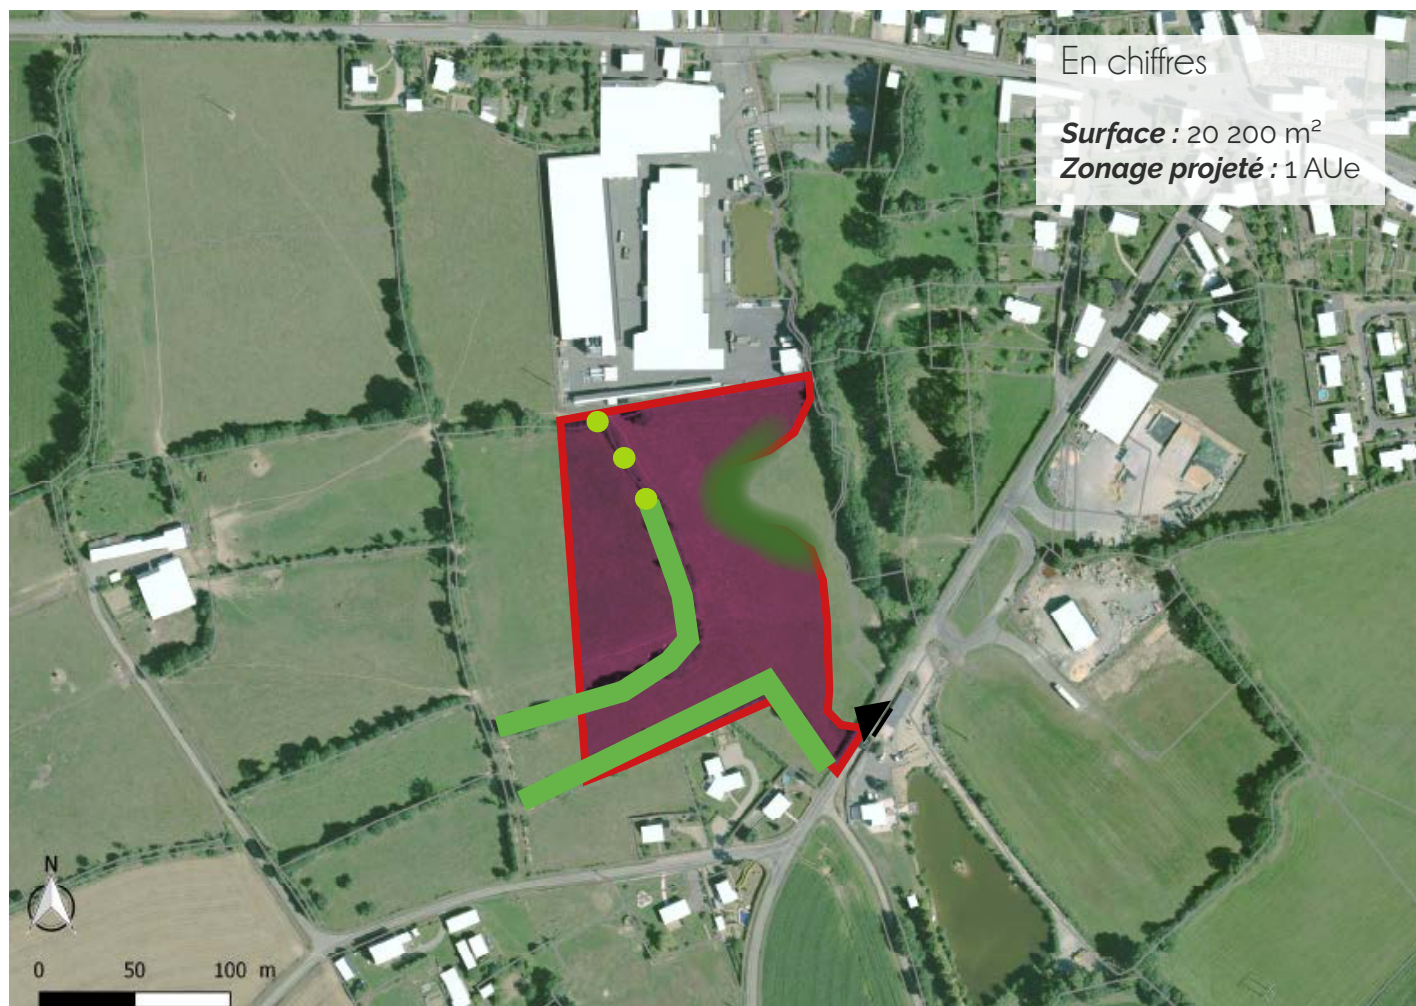 En chiffres
Surface : 20 200 m²
Zonage projeté : 1 AUe
N
0 50 100 m